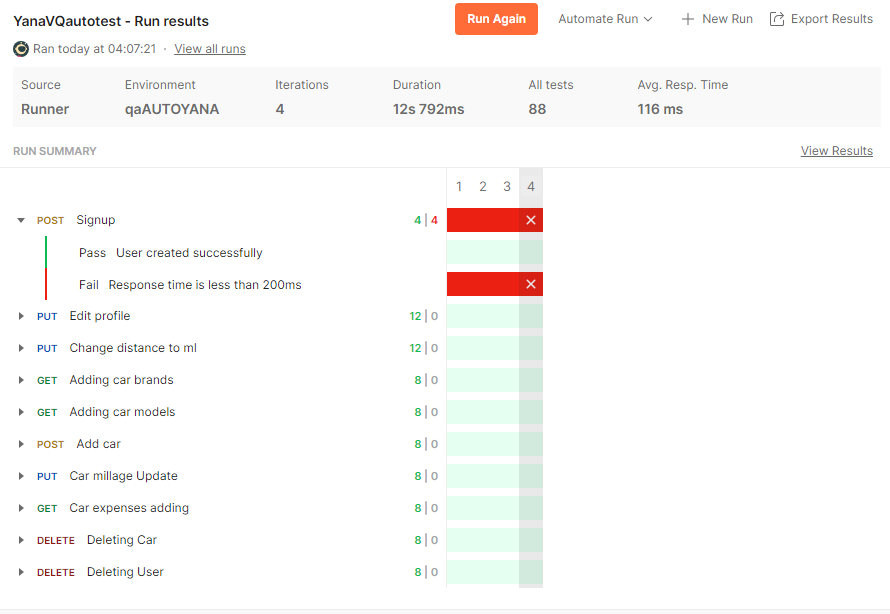 YanaVQautotest - Run results
Run Again
Automate Run
New Run
Export Results
Ran today at 04:07:21 · View all runs
Source Environment Iterations Duration All tests Avg. Resp. Time
Runner qaAUTOYANA 4 12s 792ms 88 116 ms
RUN SUMMARY View Results
1 2 3 4
POST Signup 4 | 4
Pass User created successfully
Fail Response time is less than 200ms
PUT Edit profile 12 | 0
PUT Change distance to ml 12 | 0
GET Adding car brands 8 | 0
GET Adding car models 8 | 0
POST Add car 8 | 0
PUT Car millage Update 8 | 0
GET Car expenses adding 8 | 0
DELETE Deleting Car 8 | 0
DELETE Deleting User 8 | 0